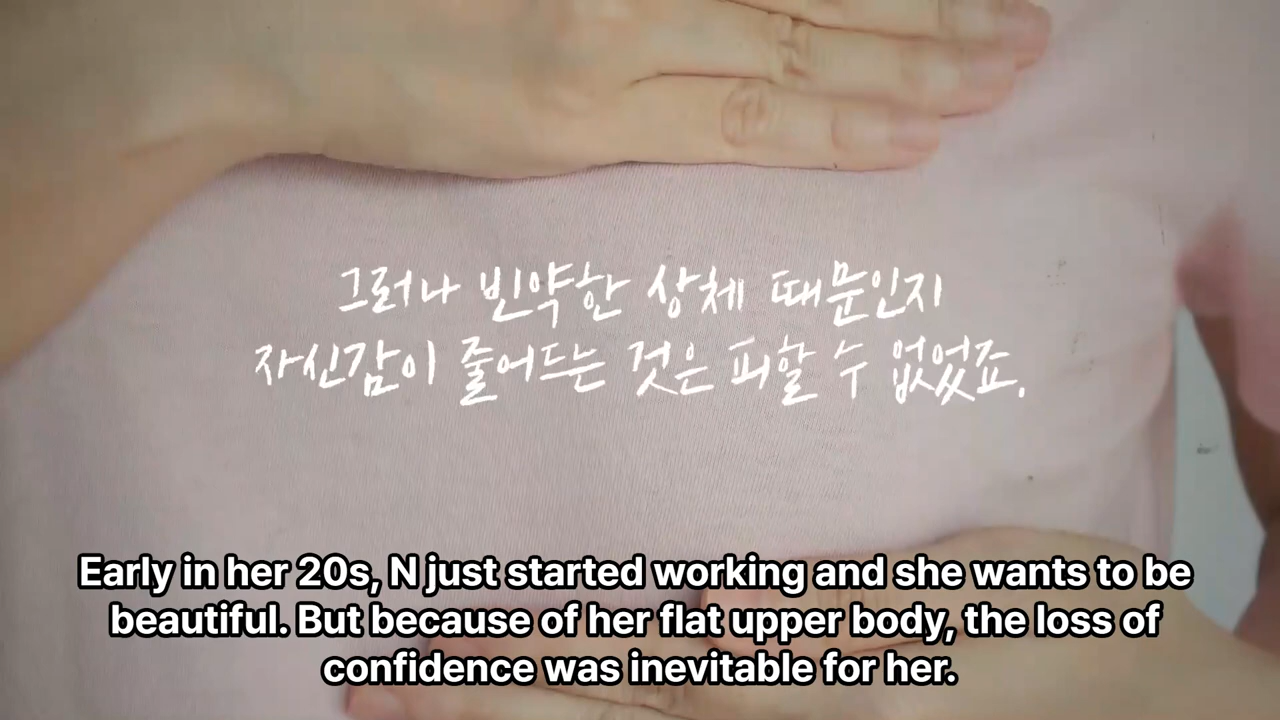 그러나 빈약한 상체 때문인지
자신감이 줄어드는 것은 피할 수 없었죠.
Early in her 20s, N just started working and she wants to be
beautiful. But because of her flat upper body, the loss of
confidence was inevitable for her.